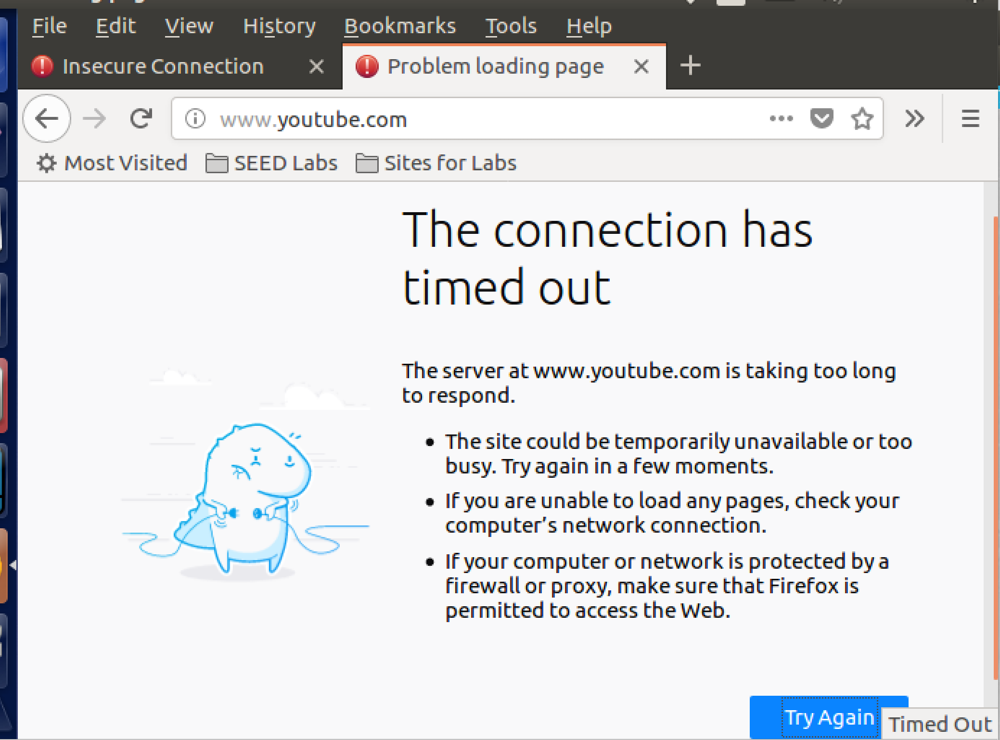 File Edit View History Bookmarks Tools Help
Insecure Connection
Problem loading page
www.youtube.com
Most Visited SEED Labs Sites for Labs
The connection has
timed out
The server at www.youtube.com is taking too long
to respond.
The site could be temporarily unavailable or too
busy. Try again in a few moments.
If you are unable to load any pages, check your
computer's network connection.
If your computer or network is protected by a
firewall or proxy, make sure that Firefox is
permitted to access the Web.
Try Again
Timed Out